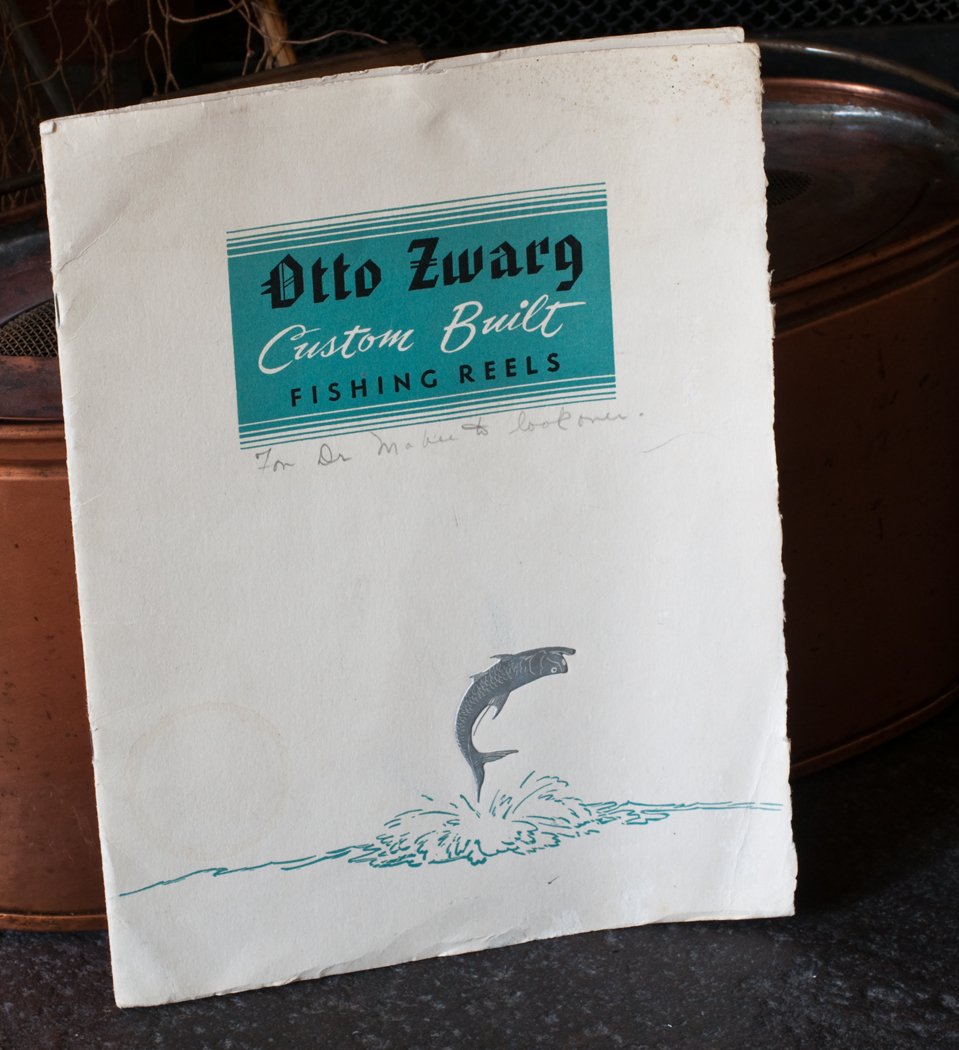 Otto Zwarg
Custom Built
FISHING REELS
For Dr Mabee to look over.